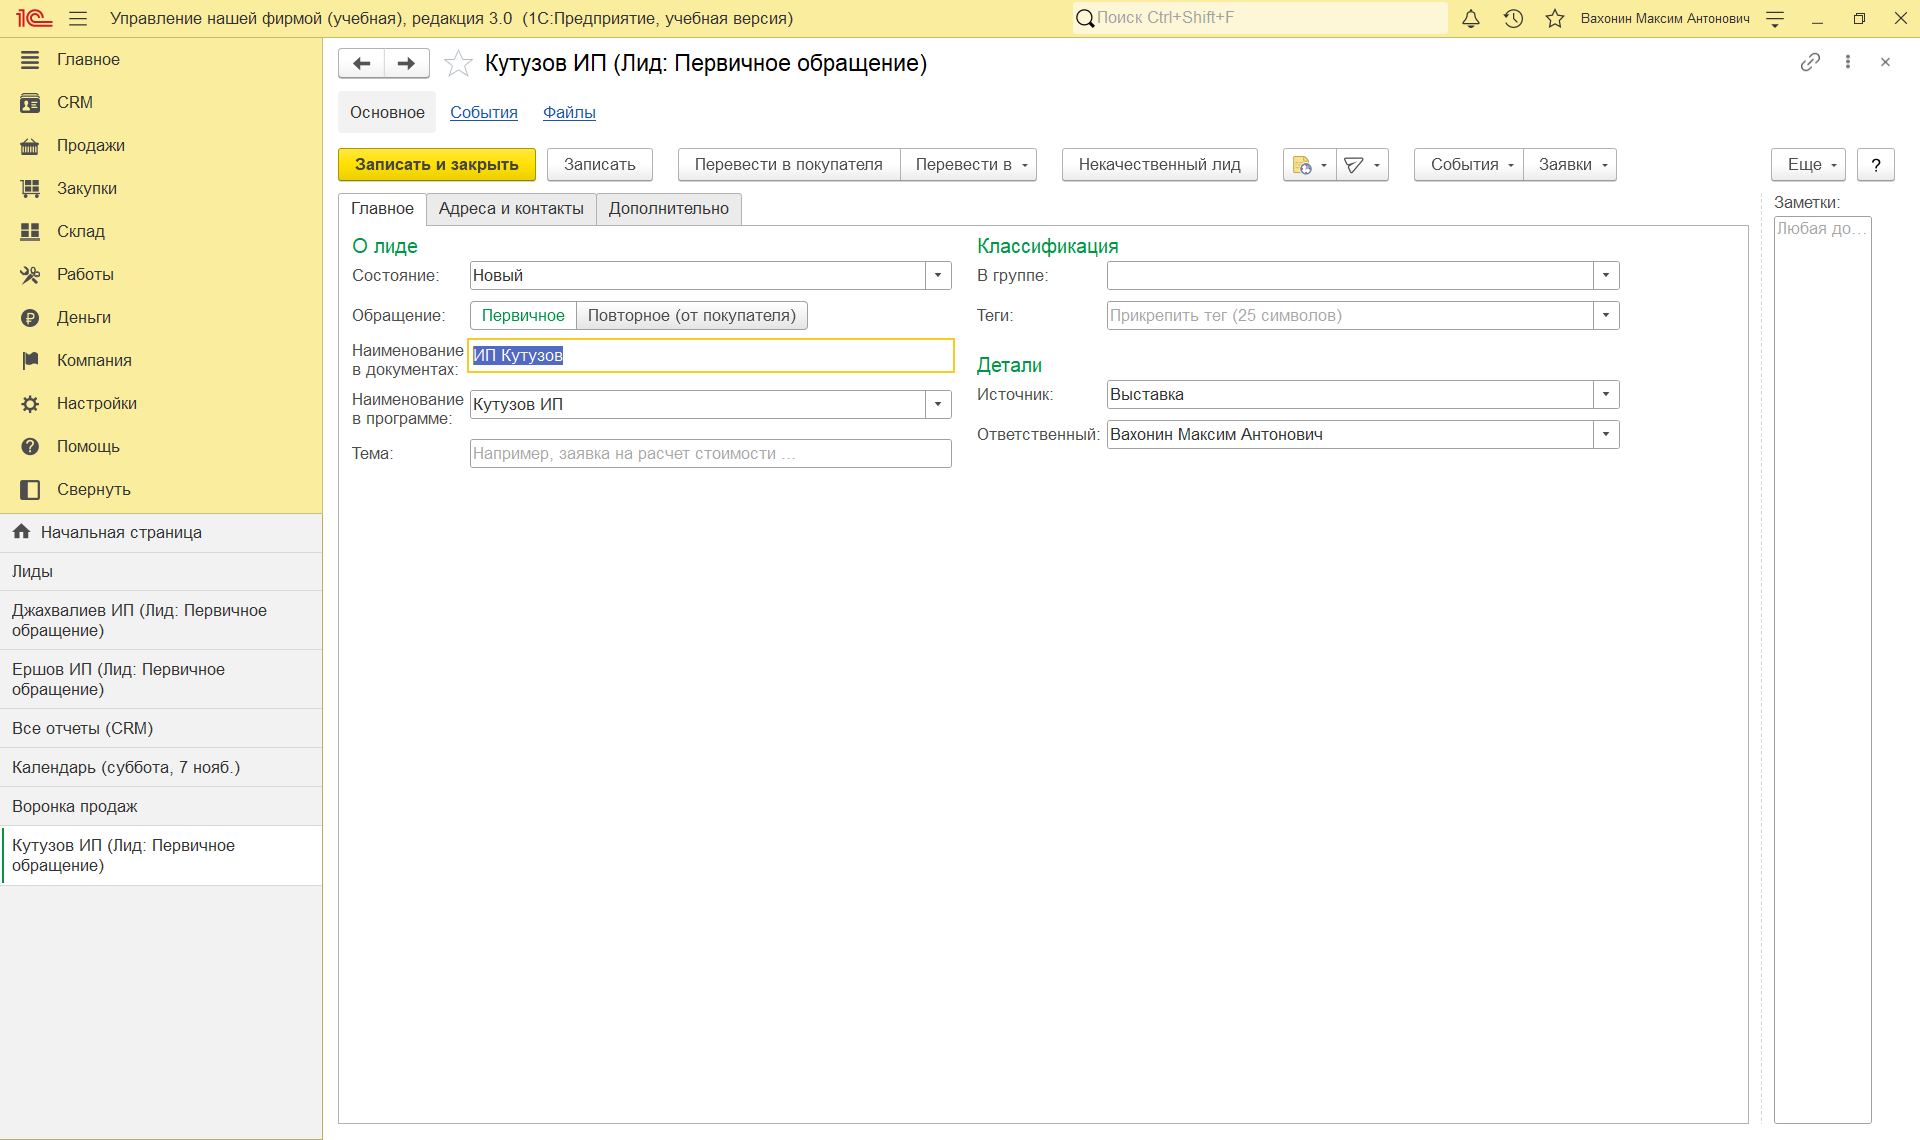 Управление нашей фирмой (учебная), редакция 3.0 (1С:Предприятие, учебная версия)
Поиск Ctrl+Shift+F
Вахонин Максим Антонович
Главное
CRM
Продажи
Закупки
Склад
Работы
Деньги
Компания
Настройки
Помощь
Свернуть
Начальная страница
Лиды
Джахвалиев ИП (Лид: Первичное
обращение)
Ершов ИП (Лид: Первичное
обращение)
Все отчеты (CRM)
Календарь (суббота, 7 нояб.)
Воронка продаж
Кутузов ИП (Лид: Первичное
обращение)
Кутузов ИП (Лид: Первичное обращение)
Основное События Файлы
Записать и закрыть Записать Перевести в покупателя Перевести в Некачественный лид События Заявки Еще ?
Главное Адреса и контакты Дополнительно
О лиде
Состояние: Новый
Обращение: Первичное Повторное (от покупателя)
Наименование
в документах: ИП Кутузов
Наименование
в программе: Кутузов ИП
Тема: Например, заявка на расчет стоимости ...
Классификация
В группе:
Теги: Прикрепить тег (25 символов)
Детали
Источник: Выставка
Ответственный: Вахонин Максим Антонович
Заметки:
Любая до...